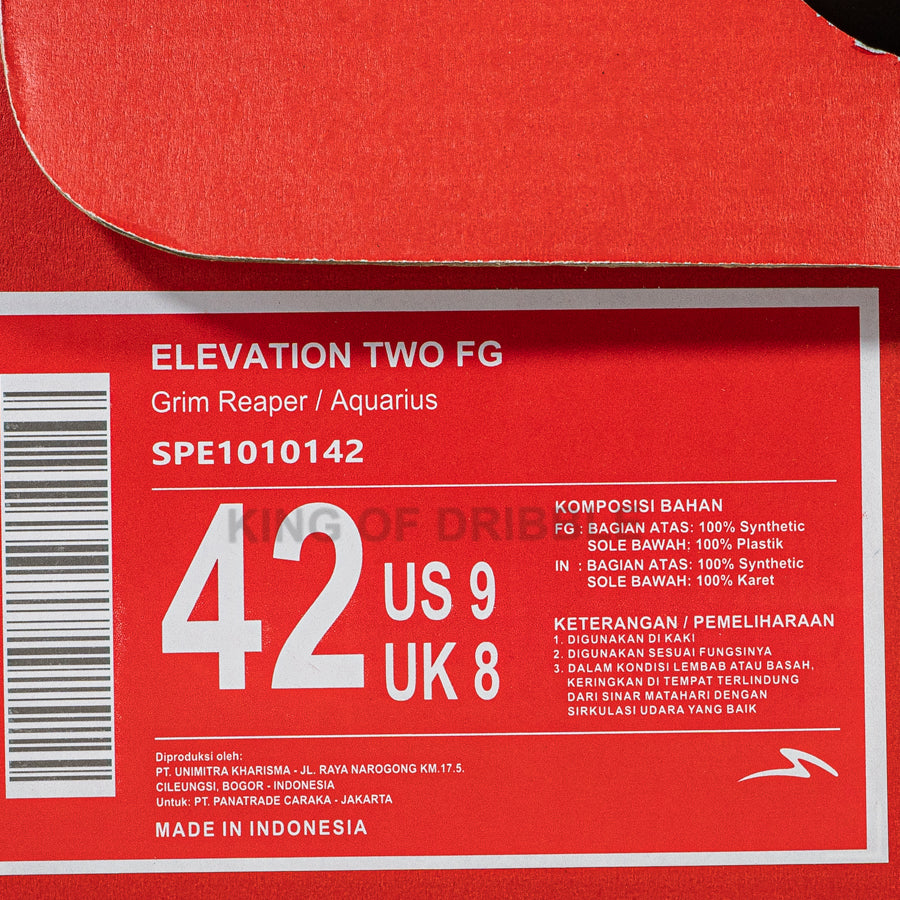 ELEVATION TWO FG
Grim Reaper / Aquarius
SPE1010142
42
US 9
UK 8
KING OF DRIBB
KOMPOSISI BAHAN
FG : BAGIAN ATAS: 100% Synthetic
SOLE BAWAH: 100% Plastik
IN : BAGIAN ATAS: 100% Synthetic
SOLE BAWAH: 100% Karet
KETERANGAN / PEMELIHARAAN
1. DIGUNAKAN DI KAKI
2. DIGUNAKAN SESUAI FUNGSINYA
3. DALAM KONDISI LEMBAB ATAU BASAH,
KERINGKAN DI TEMPAT TERLINDUNG
DARI SINAR MATAHARI DENGAN
SIRKULASI UDARA YANG BAIK
Diproduksi oleh:
PT. UNIMITRA KHARISMA - JL. RAYA NAROGONG KM.17.5.
CILEUNGSI, BOGOR - INDONESIA
Untuk: PT. PANATRADE CARAKA - JAKARTA
MADE IN INDONESIA